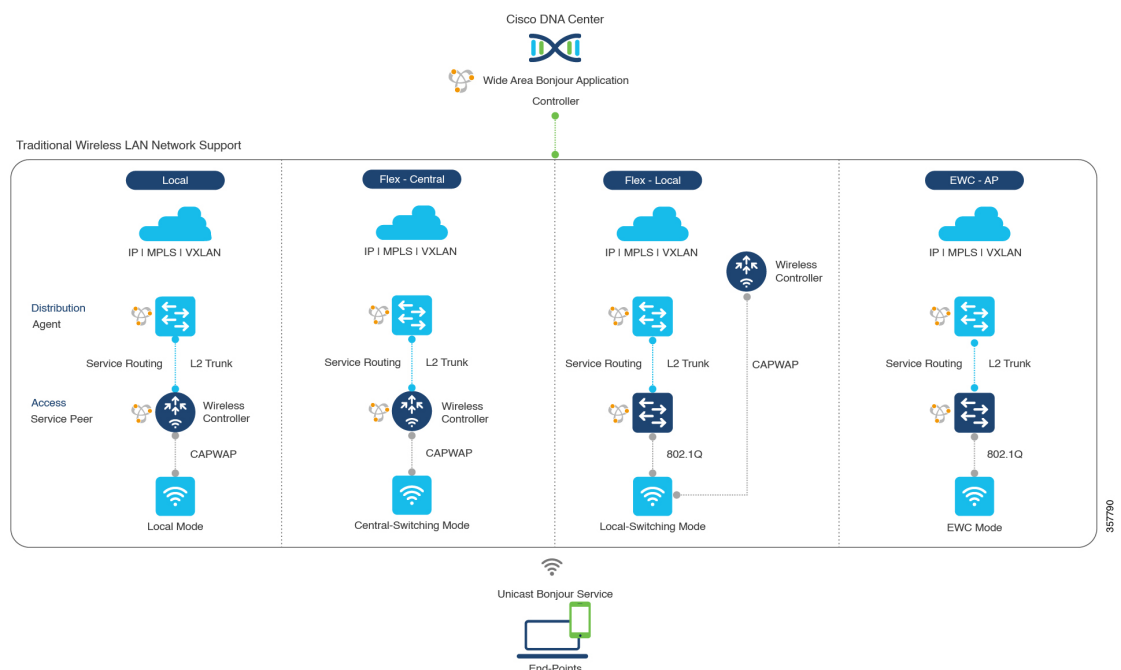 Cisco DNA Center
Wide Area Bonjour Application
Controller
Traditional Wireless LAN Network Support
Local
Flex - Central
Flex - Local
EWC - AP
IP I MPLS I VXLAN
IP I MPLS I VXLAN
IP I MPLS I VXLAN
IP I MPLS I VXLAN
Wireless
Controller
Distribution
Agent
Service Routing
L2 Trunk
Service Routing
L2 Trunk
Service Routing
L2 Trunk
CAPWAP
Service Routing
L2 Trunk
Access
Service Peer
Wireless
Controller
Wireless
Controller
CAPWAP
CAPWAP
802.1Q
802.1Q
Local Mode
Central-Switching Mode
Local-Switching Mode
EWC Mode
357790
Unicast Bonjour Service
End-Points